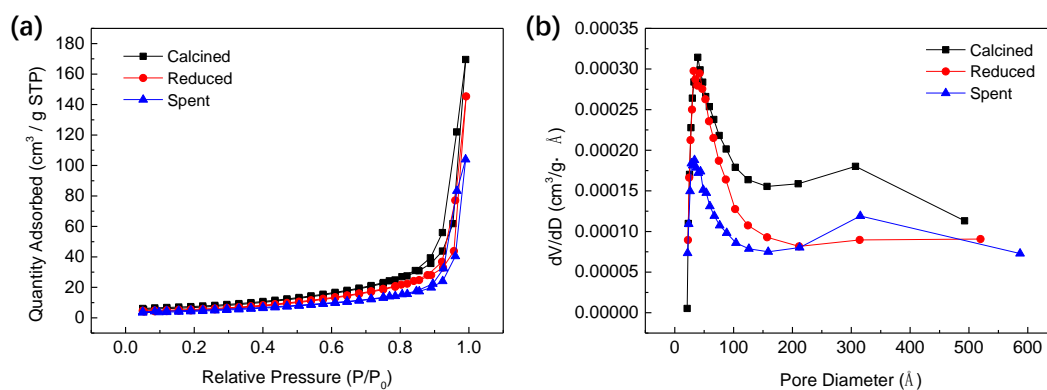 (a)
180
160
140
120
100
80
60
40
20
0
Quantity Adsorbed (cm³ / g STP)
Calcined
Reduced
Spent
0.0 0.2 0.4 0.6 0.8 1.0
Relative Pressure (P/P₀)
(b)
0.00035
0.00030
0.00025
0.00020
0.00015
0.00010
0.00005
0.00000
dV/dD (cm³/g· Å)
Calcined
Reduced
Spent
0 100 200 300 400 500 600
Pore Diameter (Å)